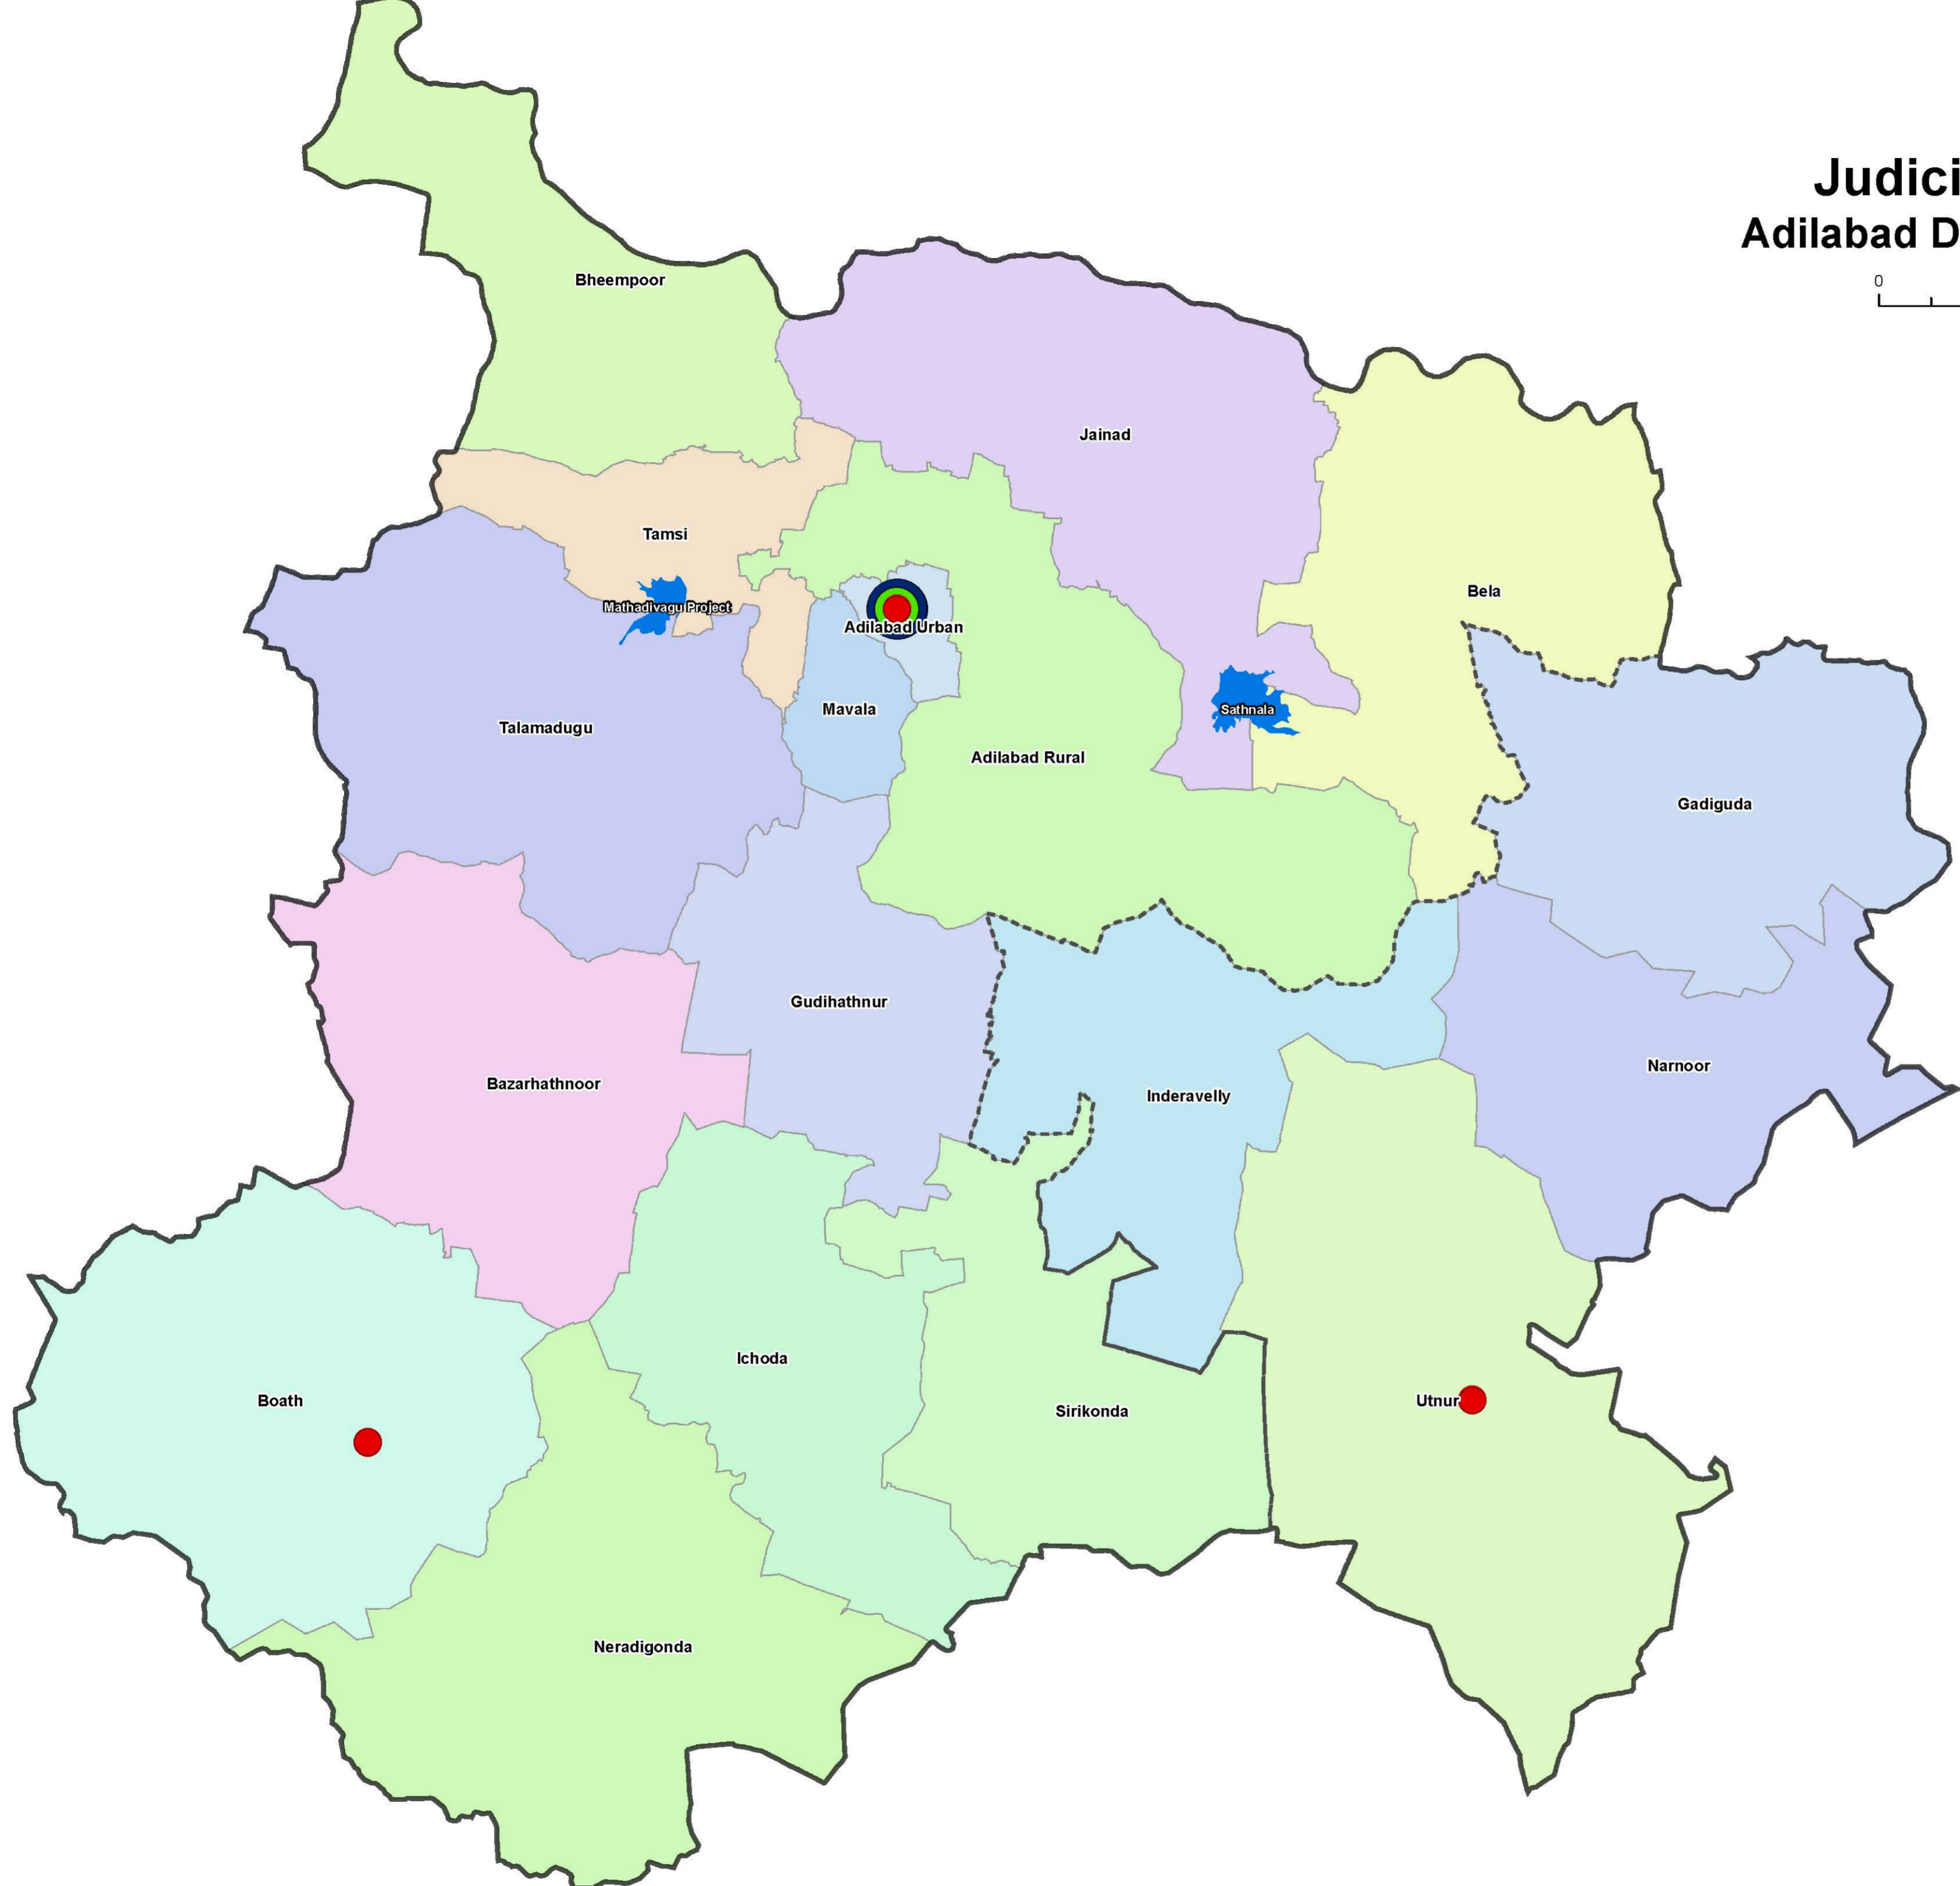 Judici
Adilabad D
0
Bheempoor
Jainad
Tamsi
Bela
Mathadivagu Project
Adilabad Urban
Sathnala
Mavala
Talamadugu
Adilabad Rural
Gadiguda
Gudihathnur
Narnoor
Bazarhathnoor
Inderavelly
Ichoda
Boath
Sirikonda
Utnur
Neradigonda